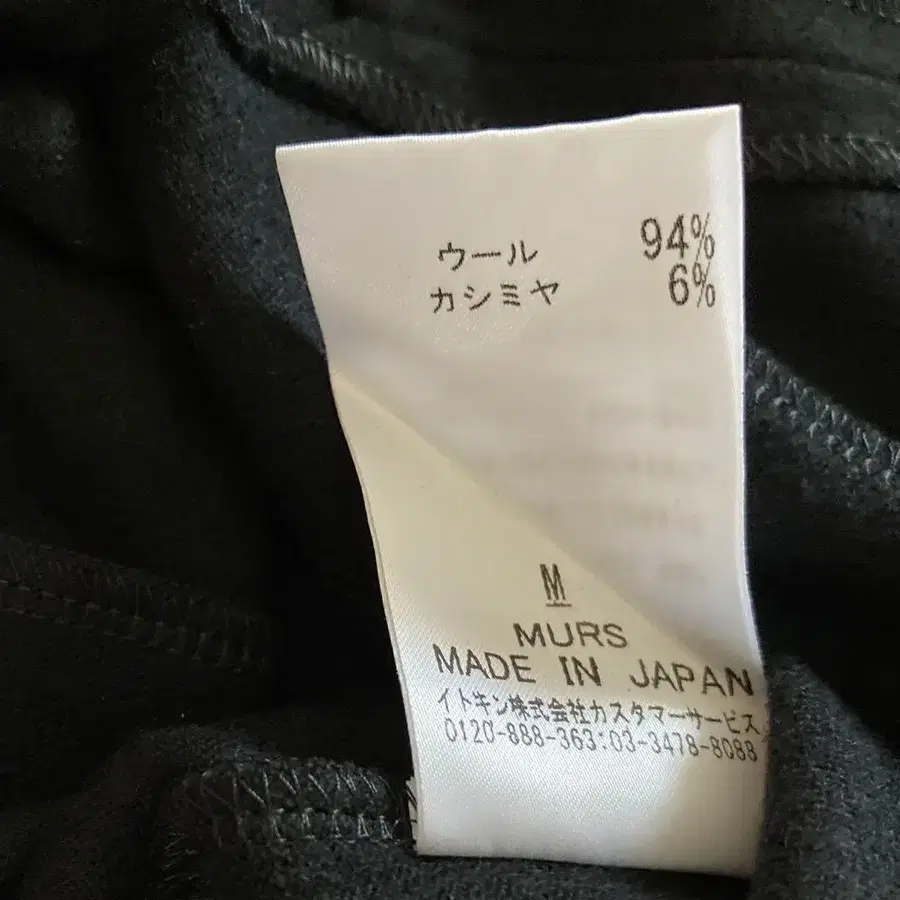 ウール 94%
カシミヤ 6%
M
MURS
MADE IN JAPAN
イトキン株式会社カスタマーサービス
0120-888-363:03-3478-8088